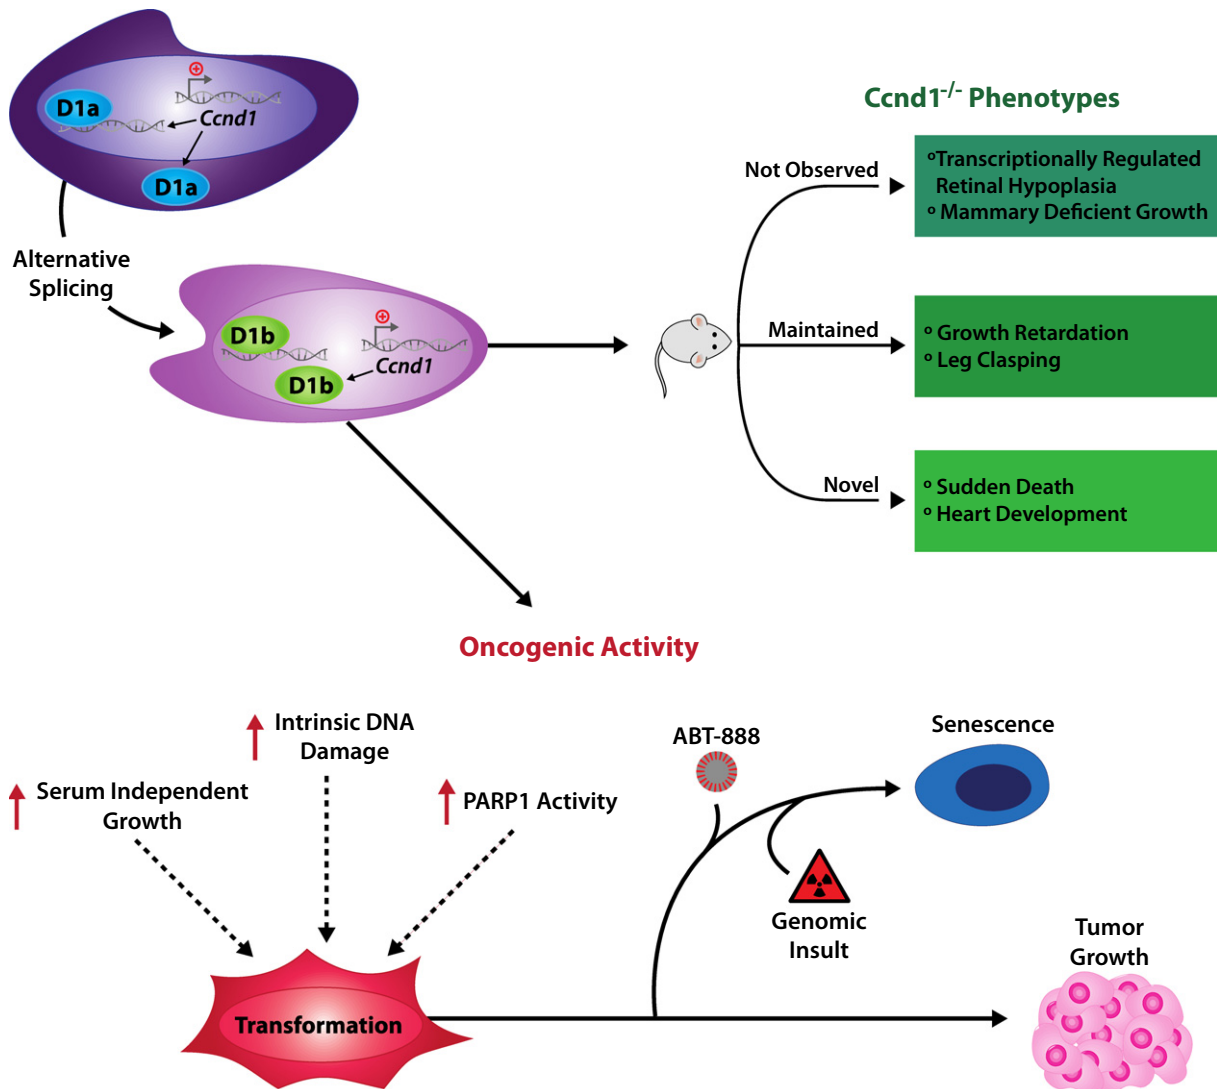 D1a
Ccnd1
D1a
Alternative
Splicing
D1b
D1b
Ccnd1
Ccnd1-/- Phenotypes
Not Observed
ºTranscriptionally Regulated
Retinal Hypoplasia
º Mammary Deficient Growth
Maintained
º Growth Retardation
º Leg Clasping
Novel
º Sudden Death
º Heart Development
Oncogenic Activity
Serum Independent
Growth
Intrinsic DNA
Damage
PARP1 Activity
Transformation
ABT-888
Genomic
Insult
Senescence
Tumor
Growth